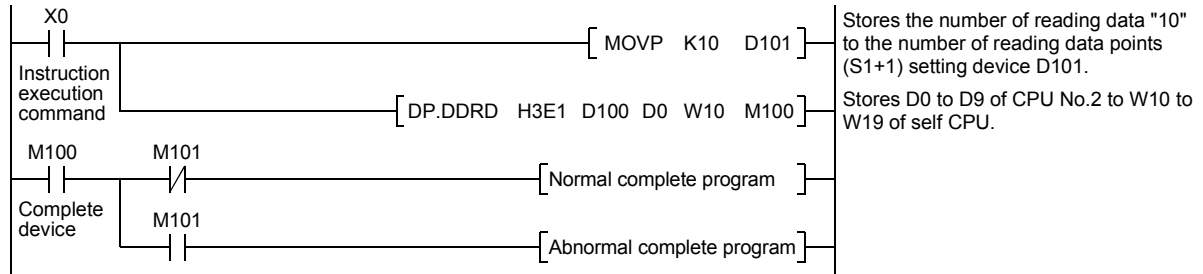 X0
MOVP K10 D101
Stores the number of reading data "10"
to the number of reading data points
(S1+1) setting device D101.
Instruction
execution
command
DP.DDRD H3E1 D100 D0 W10 M100
Stores D0 to D9 of CPU No.2 to W10 to
W19 of self CPU.
M100 M101
Normal complete program
Complete
device
M101
Abnormal complete program